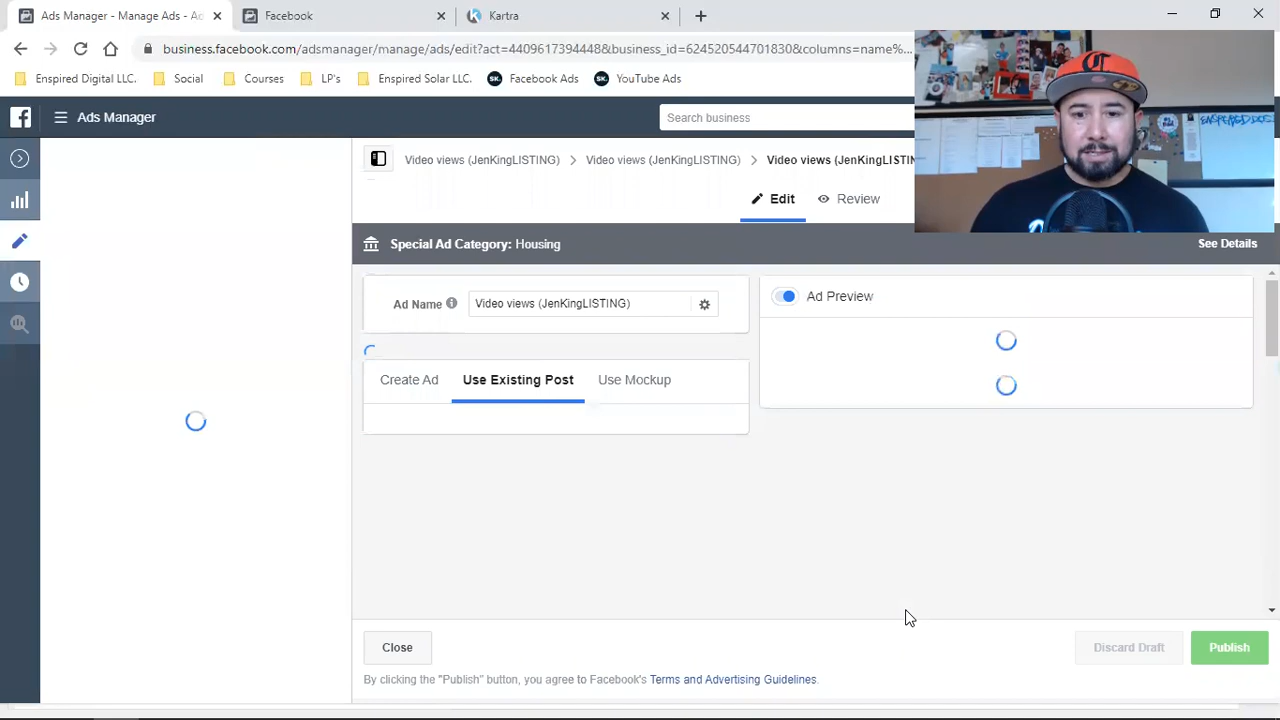 Ads Manager - Manage Ads - Ac
Facebook
Kartra
business.facebook.com/adsmanager/manage/ads/edit?act=4409617394448&business_id=624520544701830&columns=name%...
Enspired Digital LLC.
Social
Courses
LP's
Enspired Solar LLC.
SK.
Facebook Ads
SK.
YouTube Ads
Ads Manager
Search business
Video views (JenKingLISTING)
Video views (JenKingLISTING)
Video views (JenKingLISTIN
Edit
Review
Special Ad Category: Housing
See Details
Ad Name
Video views (JenKingLISTING)
Ad Preview
Create Ad
Use Existing Post
Use Mockup
Close
Discard Draft
Publish
By clicking the "Publish" button, you agree to Facebook's Terms and Advertising Guidelines.